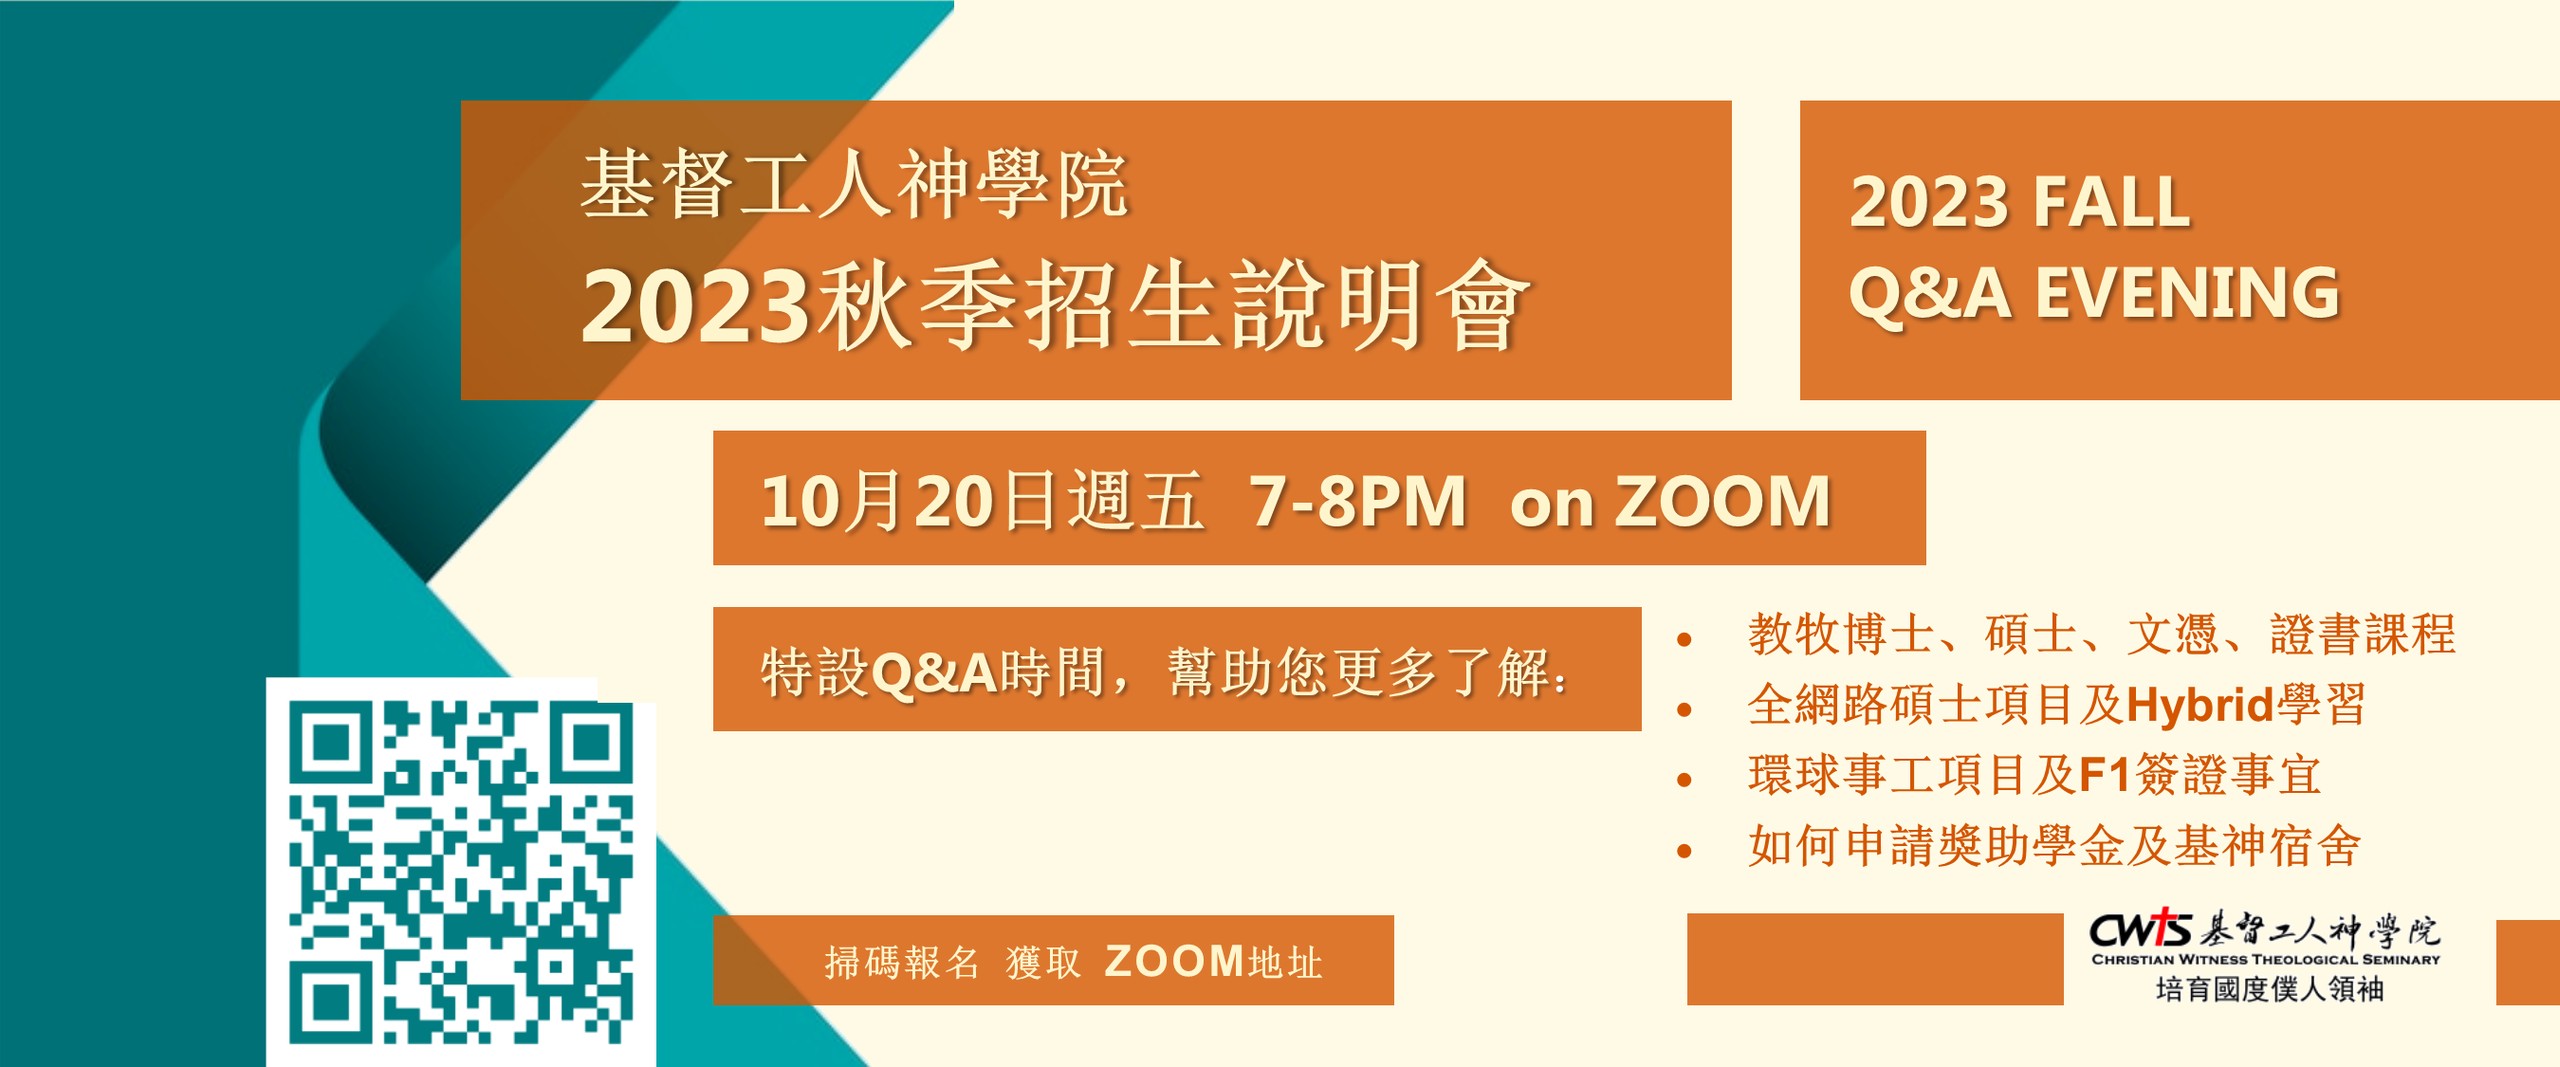 基督工人神學院
2023秋季招生說明會
2023 FALL
Q&A EVENING
10月20日週五 7-8PM on ZOOM
特設Q&A時間，幫助您更多了解：
• 教牧博士、碩士、文憑、證書課程
• 全網路碩士項目及Hybrid學習
• 環球事工項目及F1簽證事宜
• 如何申請獎助學金及基神宿舍
掃碼報名 獲取 ZOOM地址
CWTS 基督工人神學院
CHRISTIAN WITNESS THEOLOGICAL SEMINARY
培育國度僕人領袖